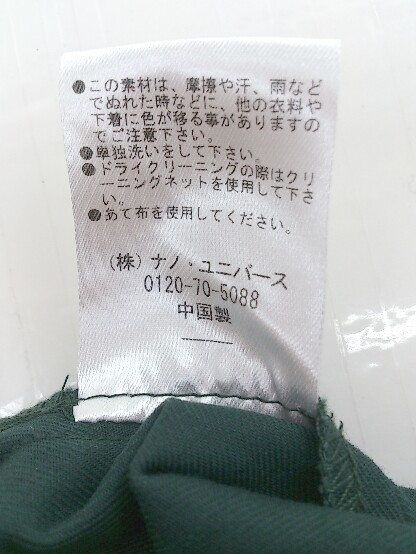 ●この素材は、摩擦や汗、雨など
でぬれた時などに、他の衣料や
下着に色が移る事がありますの
でご注意下さい。
●単独洗いをして下さい。
●ドライクリーニングの際はクリ
ーニングネットを使用して下さ
い。
●あて布を使用してください。
（株）ナノ・ユニバース
0120-70-5088
中国製